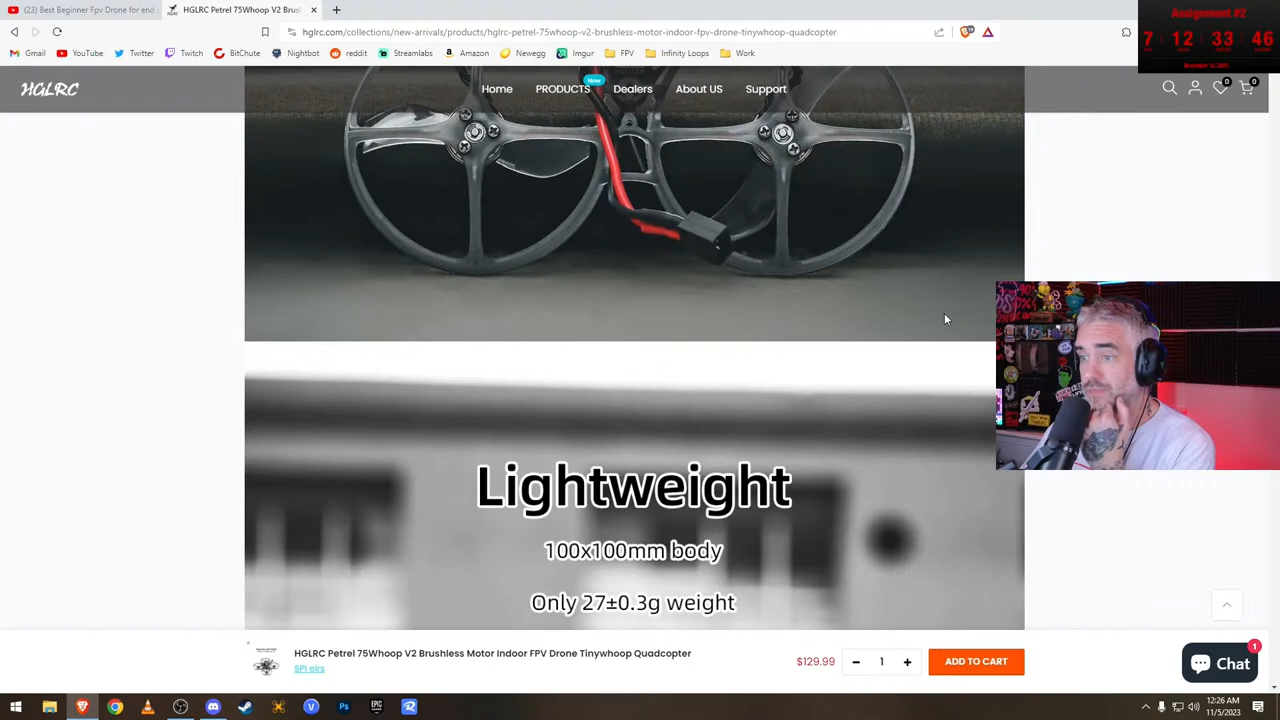 (23) Best Beginner Fpv Drone for end
HGLRC Petrel 75Whoop V2 Brus
Assignment #2
hglrc.com/collections/new-arrivals/products/hglrc-petrel-75whoop-v2-brushless-motor-indoor-fpv-drone-tinywhoop-quadcopter
7 12 33 46
Gmail YouTube Twitter Twitch BitChute Nightbot reddit Streamlabs Amazon Newegg Imgur FPV Infinity Loops Work
HGLRC
Home PRODUCTS New Dealers About US Support
0 0
Lightweight
100x100mm body
Only 27±0.3g weight
HGLRC Petrel 75Whoop V2 Brushless Motor Indoor FPV Drone Tinywhoop Quadcopter
SPI elrs
$129.99 - 1 + ADD TO CART
Chat 1
12:26 AM
11/5/2023